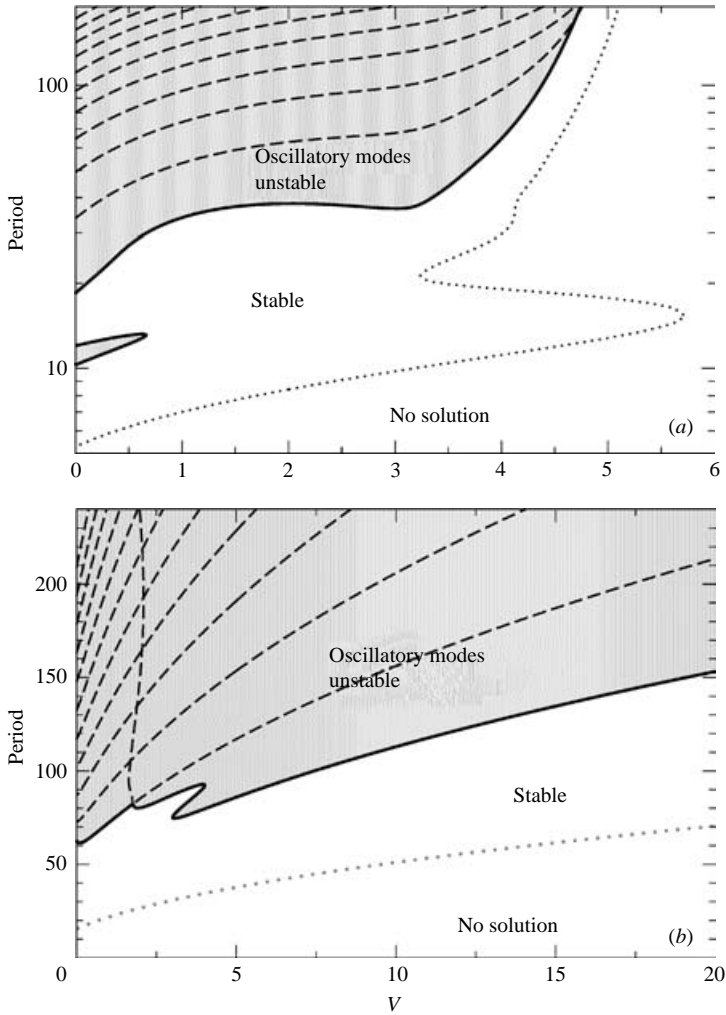 100
Oscillatory modes
unstable
Period
Stable
10
No solution
(a)
0 1 2 3 4 5 6
200
Oscillatory modes
unstable
150
Period
100
Stable
50
No solution
(b)
0 5 10 15 20
V